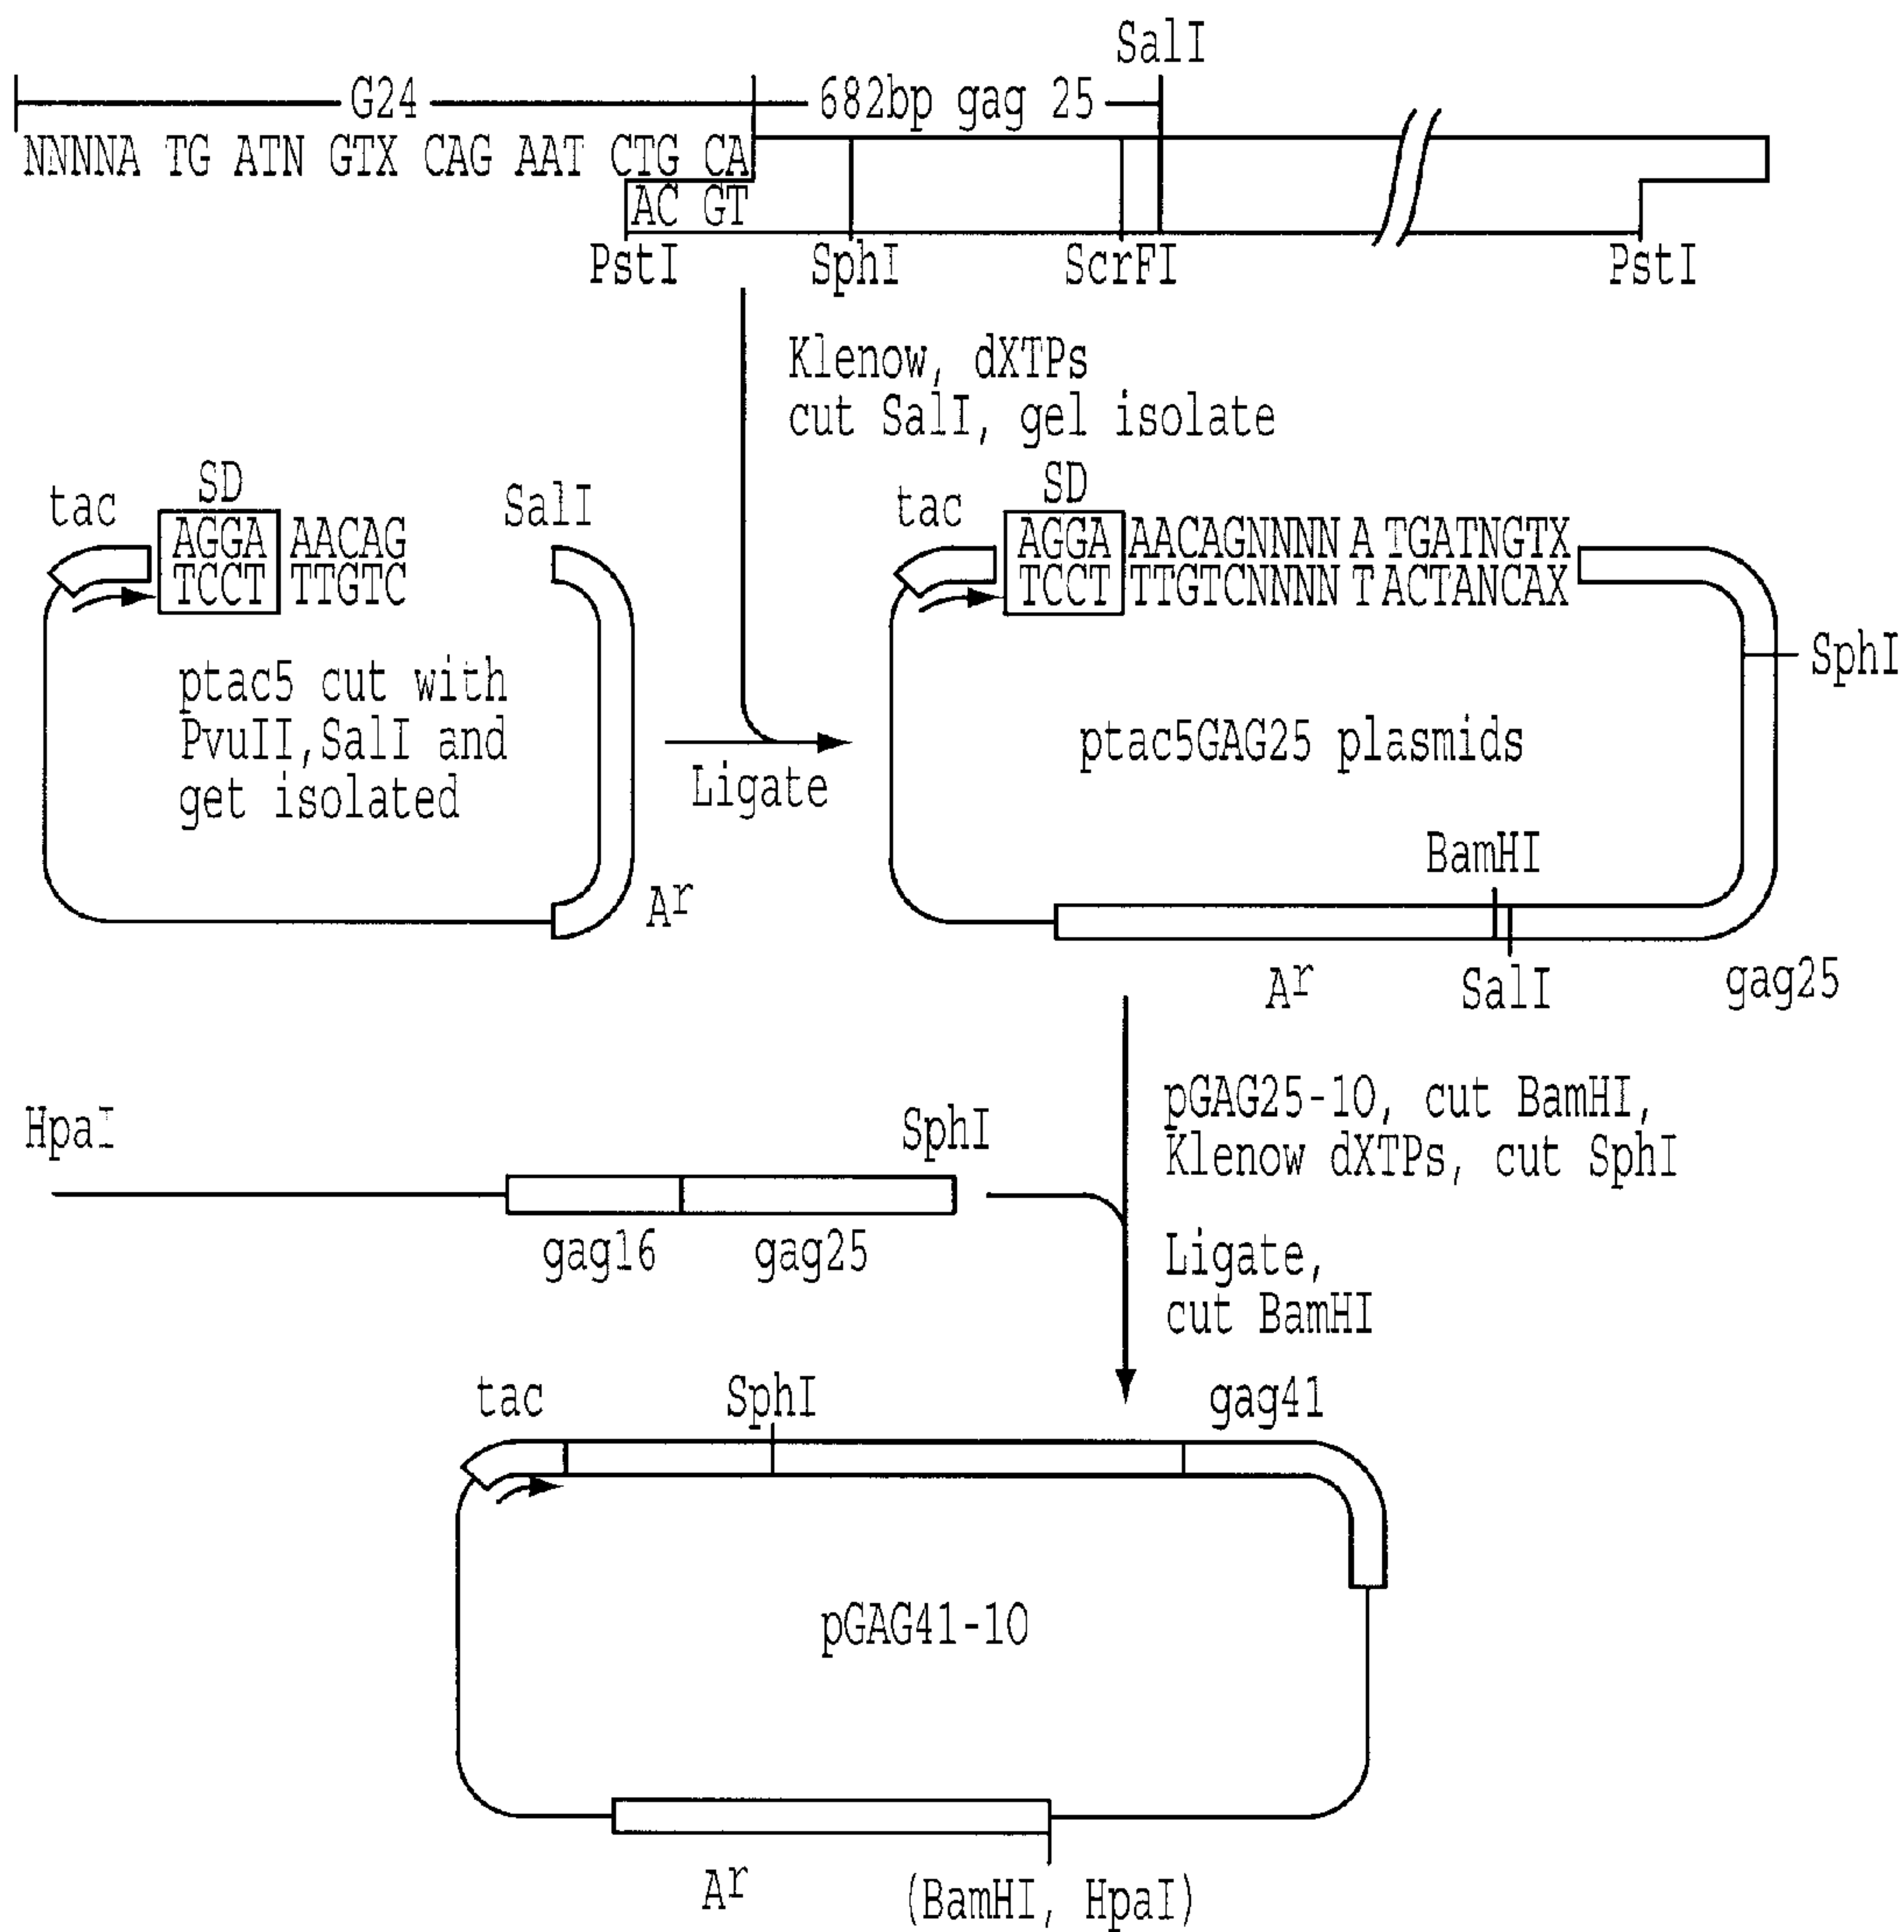 SalI
G24
682bp gag 25
NNNNA TG ATN GTX CAG AAT CTG CA
AC GT
PstI
SphI
ScrFI
PstI
Klenow, dXTPs
cut SalI, gel isolate
tac
SD
AGGA AACAG
TCCT TTGTC
SalI
ptac5 cut with
PvuII,SalI and
get isolated
A^r
Ligate
tac
SD
AGGA AACAGNNNN A TGATNGTX
TCCT TTGTCNNNN T ACTANCAX
SphI
ptac5GAG25 plasmids
BamHI
A^r
SalI
gag25
pGAG25-10, cut BamHI,
Klenow dXTPs, cut SphI
HpaI
SphI
gag16
gag25
Ligate,
cut BamHI
tac
SphI
gag41
pGAG41-10
A^r
(BamHI, HpaI)